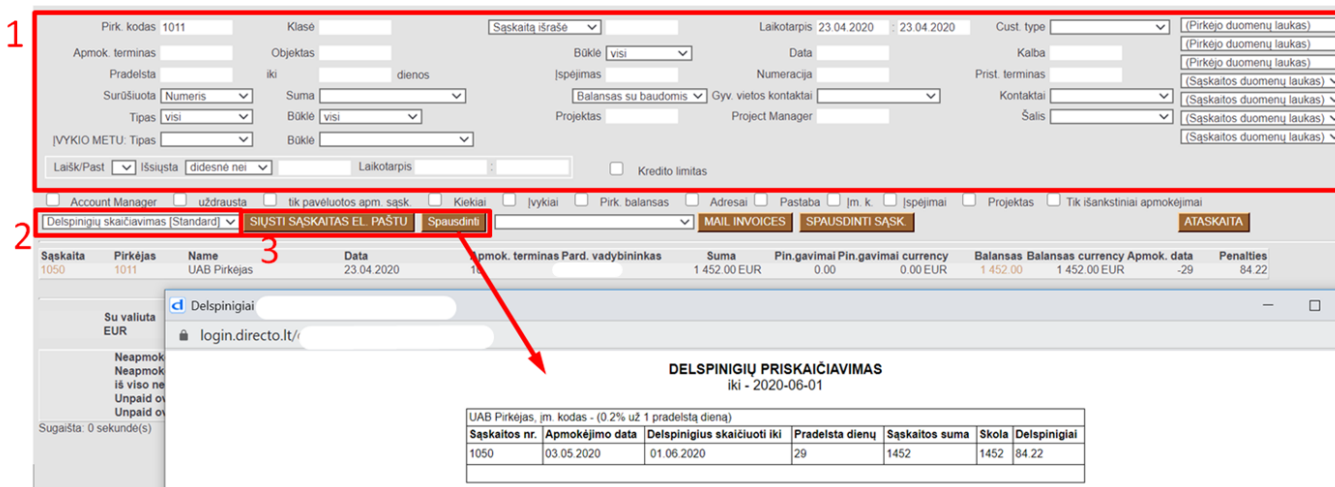 1
Pirk. kodas 1011 Klasė Sąskaitą išrašė Laikotarpis 23.04.2020 : 23.04.2020 Cust. type (Pirkėjo duomenų laukas)
(Pirkėjo duomenų laukas)
Apmok. terminas Objektas Būklė visi Data Kalba
(Pirkėjo duomenų laukas)
Pradelsta iki dienos Įspėjimas Numeracija Prist. terminas
(Sąskaitos duomenų laukas)
Surūšiuota Numeris Suma Balansas su baudomis Gyv. vietos kontaktai Kontaktai
(Sąskaitos duomenų laukas)
Tipas visi Būklė visi Projektas Project Manager Šalis
(Sąskaitos duomenų laukas)
ĮVYKIO METU: Tipas Būklė
(Sąskaitos duomenų laukas)
Laišk/Past Išsiųsta didesnė nei Laikotarpis : Kredito limitas
Account Manager uždrausta tik pavėluotos apm. sąsk. Kiekiai Įvykiai Pirk. balansas Adresai Pastaba Įm. k. Įspėjimai Projektas Tik išankstiniai apmokėjimai
2 Delspinigių skaičiavimas [Standard] SIŲSTI SĄSKAITAS EL. PAŠTU Spausdinti MAIL INVOICES SPAUSDINTI SĄSK. ATASKAITA
3
Sąskaita Pirkėjas Name Data Apmok. terminas Pard. vadybininkas Suma Pin.gavimai Pin.gavimai currency Balansas Balansas currency Apmok. data Penalties
1050 1011 UAB Pirkėjas 23.04.2020 10 1 452.00 EUR 0.00 0.00 EUR 1 452.00 1 452.00 EUR -29 84.22
Su valiuta
EUR
Neapmok
Neapmok
iš viso ne
Unpaid ov
Unpaid ov
Sugaišta: 0 sekundė(s)
d Delspinigiai
login.directo.lt/
DELSPINIGIŲ PRISKAIČIAVIMAS
iki - 2020-06-01
UAB Pirkėjas, įm. kodas - (0.2% už 1 pradelstą dieną)
Sąskaitos nr. Apmokėjimo data Delspinigius skaičiuoti iki Pradelsta dienų Sąskaitos suma Skola Delspinigiai
1050 03.05.2020 01.06.2020 29 1452 1452 84.22